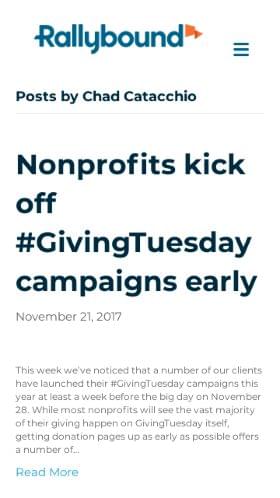 Rallybound
Posts by Chad Catacchio
Nonprofits kick
off
#GivingTuesday
campaigns early
November 21, 2017
This week we've noticed that a number of our clients
have launched their #GivingTuesday campaigns this
year at least a week before the big day on November
28. While most nonprofits will see the vast majority
of their giving happen on GivingTuesday itself,
getting donation pages up as early as possible offers
a number of...
Read More